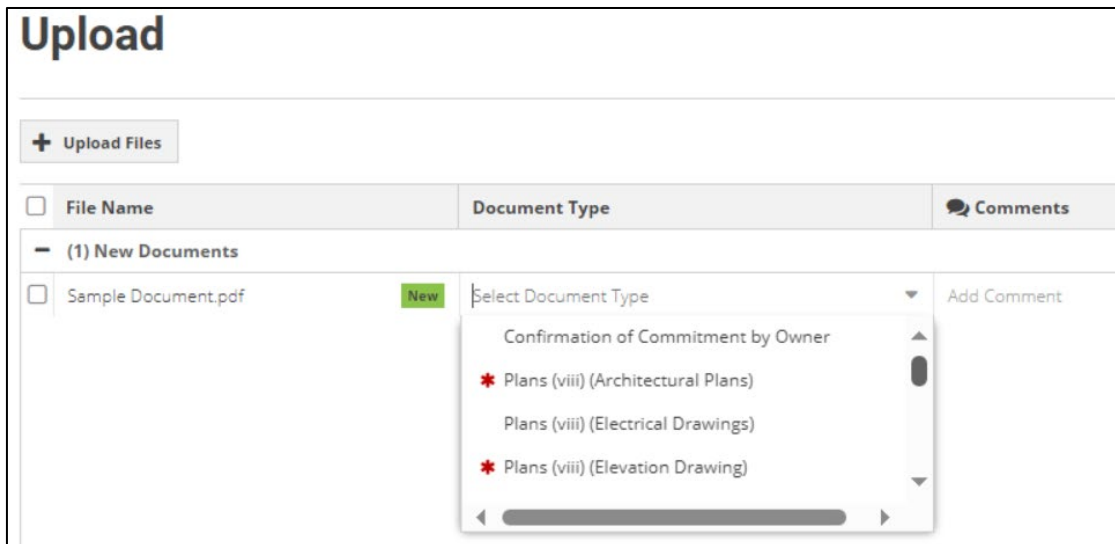 Upload
Upload Files
File Name Document Type Comments
(1) New Documents
Sample Document.pdf New Select Document Type Add Comment
Confirmation of Commitment by Owner
* Plans (viii) (Architectural Plans)
Plans (viii) (Electrical Drawings)
* Plans (viii) (Elevation Drawing)